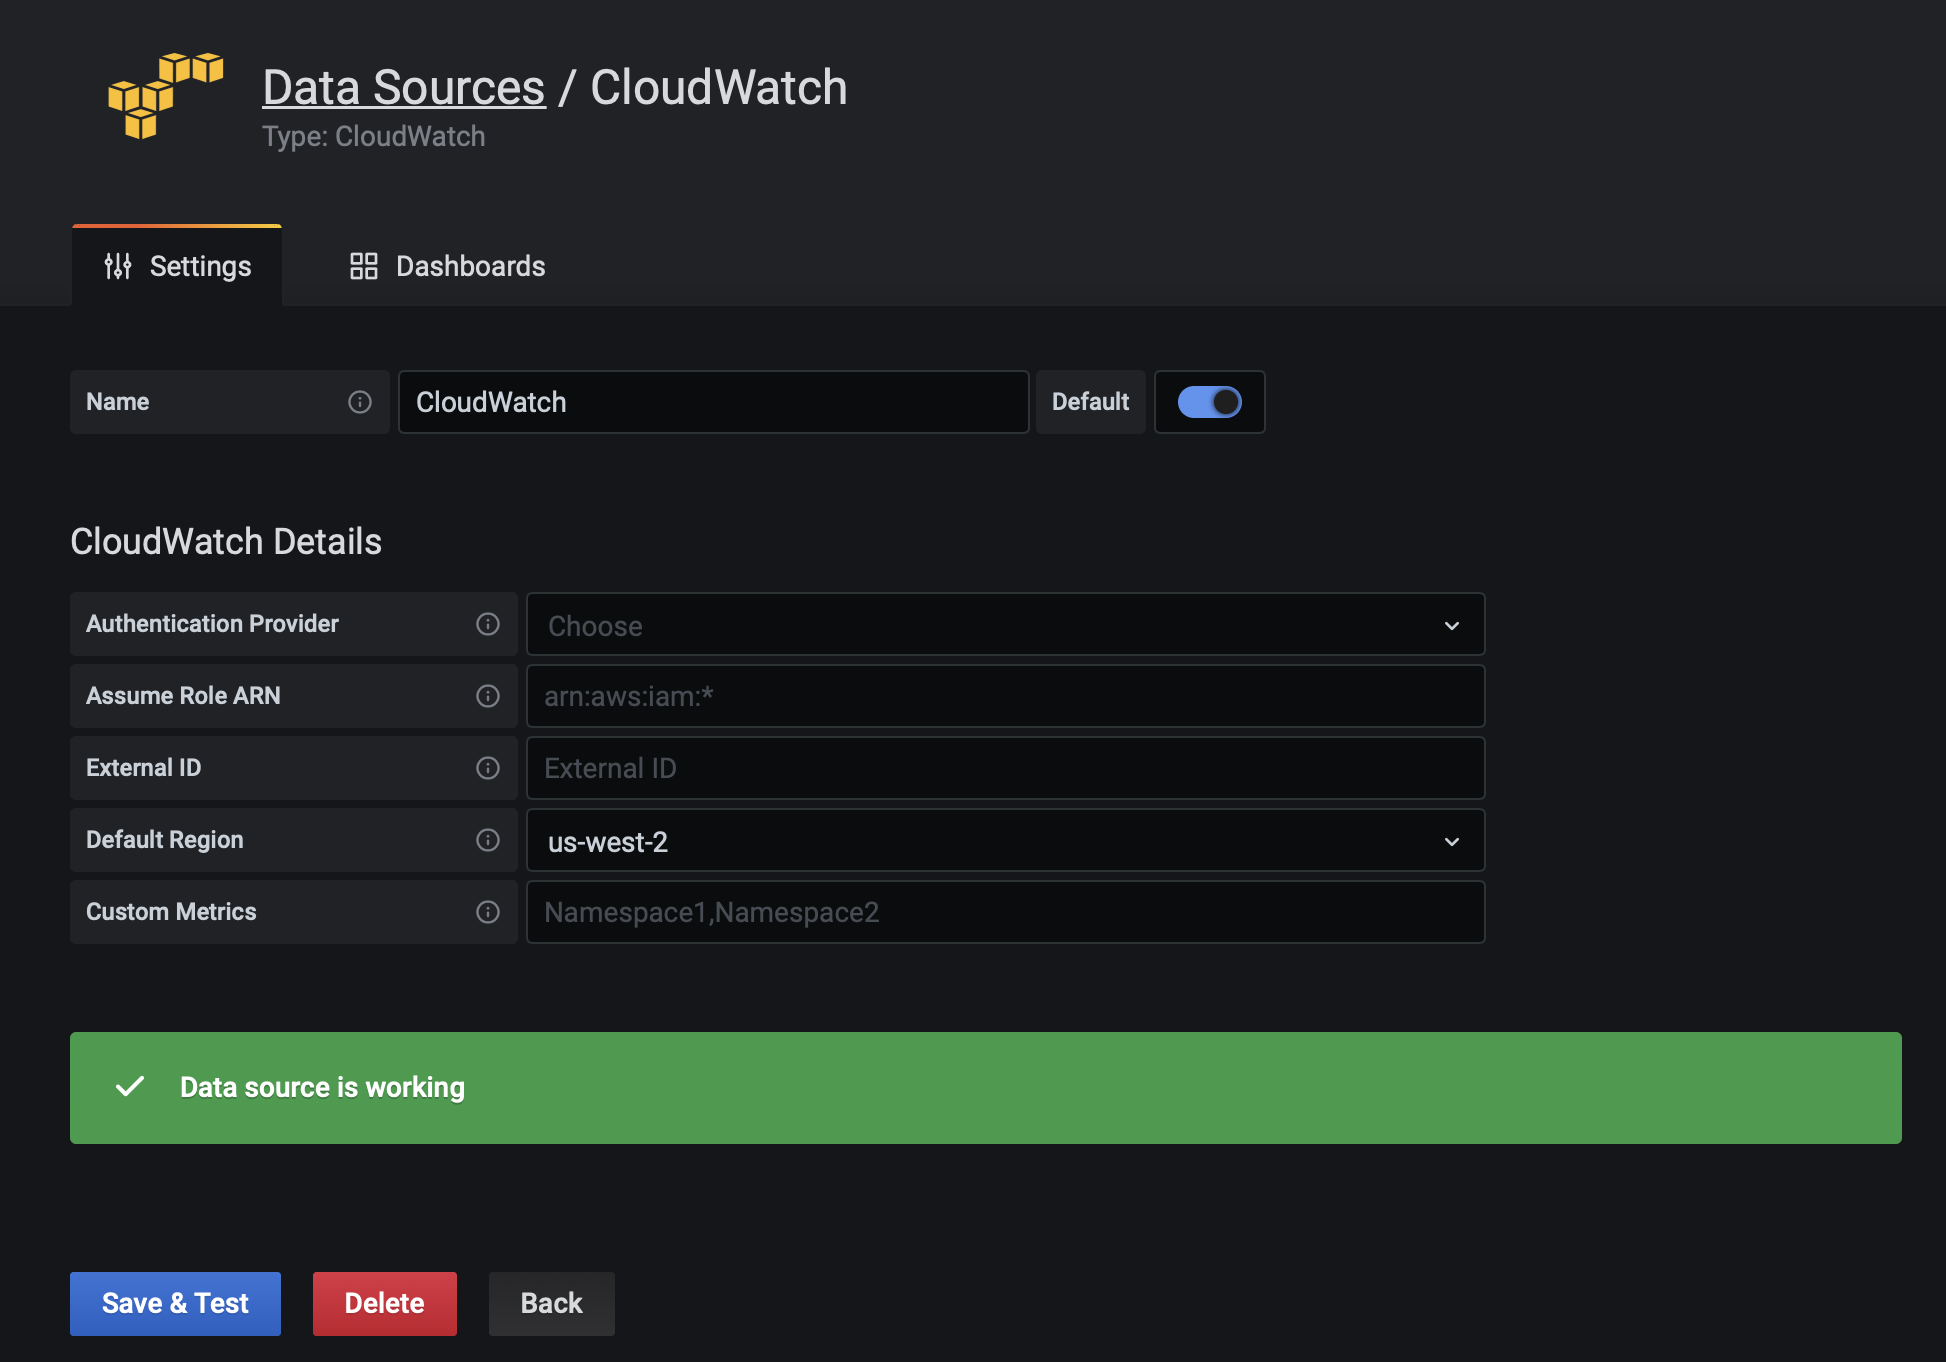 Data Sources / CloudWatch
Type: CloudWatch
Settings
Dashboards
Name
CloudWatch
Default
CloudWatch Details
Authentication Provider
Choose
Assume Role ARN
arn:aws:iam:*
External ID
External ID
Default Region
us-west-2
Custom Metrics
Namespace1,Namespace2
Data source is working
Save & Test
Delete
Back